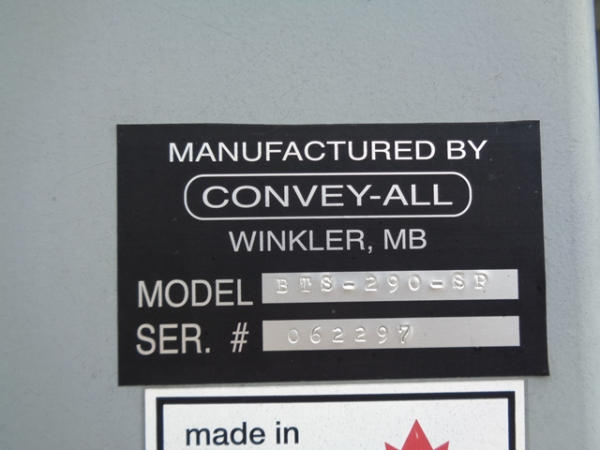 MANUFACTURED BY
CONVEY-ALL
WINKLER, MB
MODEL BTS-290-SP
SER. # 062297
made in